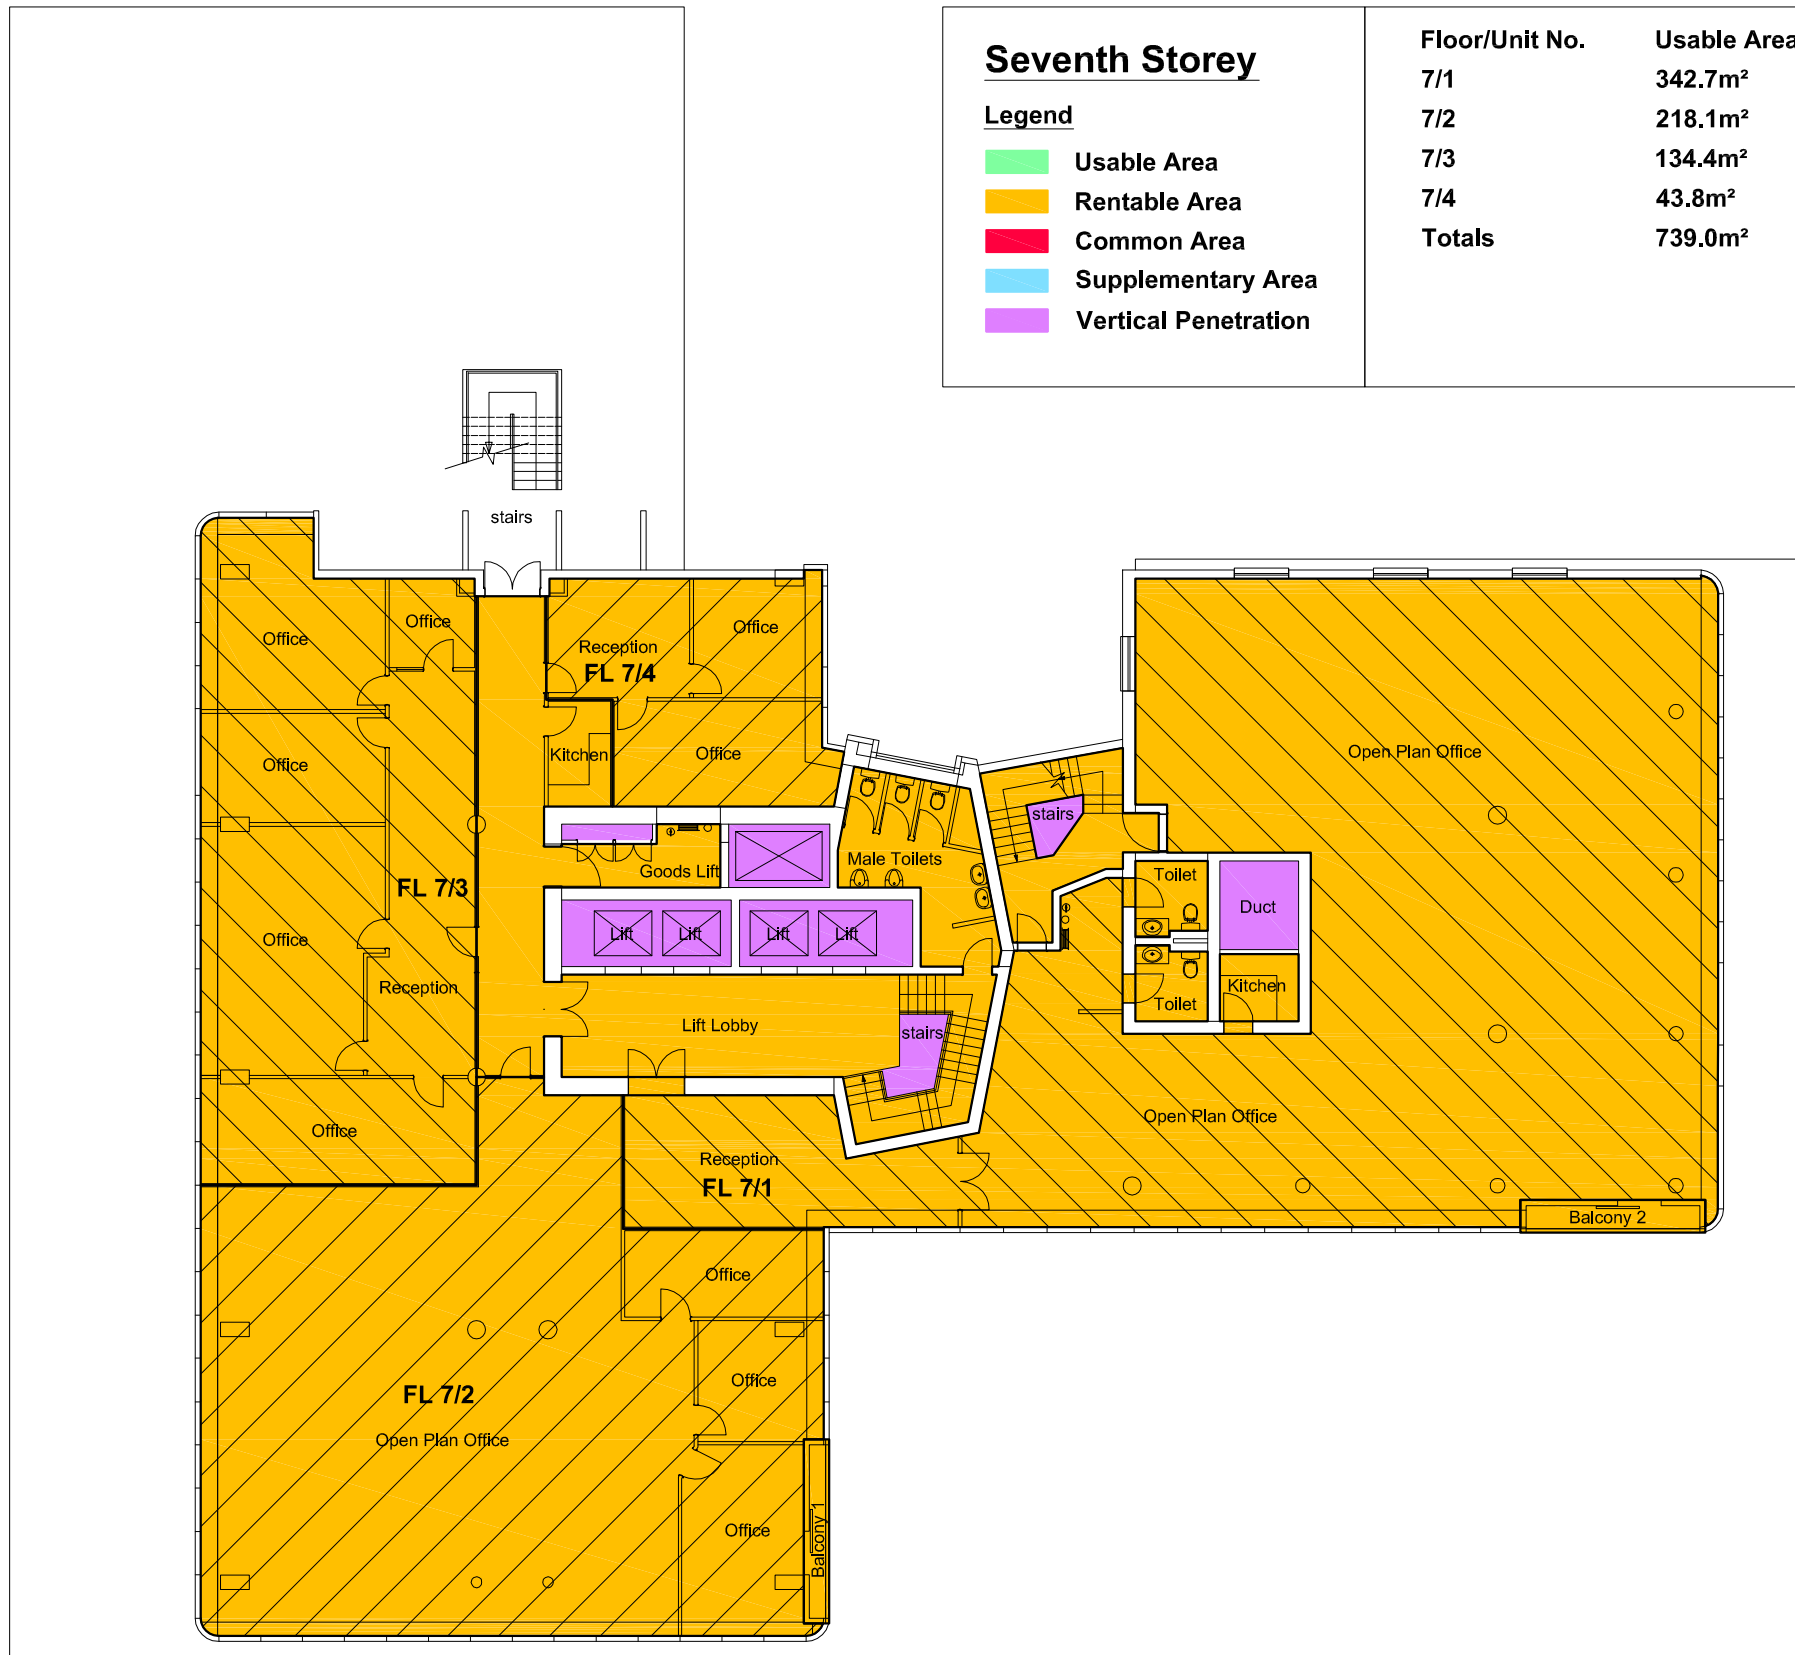 Seventh Storey
Legend
Usable Area
Rentable Area
Common Area
Supplementary Area
Vertical Penetration
Floor/Unit No. Usable Area
7/1 342.7m²
7/2 218.1m²
7/3 134.4m²
7/4 43.8m²
Totals 739.0m²
stairs
Office
Office
Reception
Office
FL 7/4
Office
Kitchen
Office
Open Plan Office
stairs
Male Toilets
Goods Lift
Toilet
FL 7/3
Duct
Lift
Lift
Lift
Lift
Office
Reception
Kitchen
Toilet
Lift Lobby
stairs
Open Plan Office
Office
Reception
FL 7/1
Balcony 2
Office
Office
FL 7/2
Open Plan Office
Office
Balcony 1